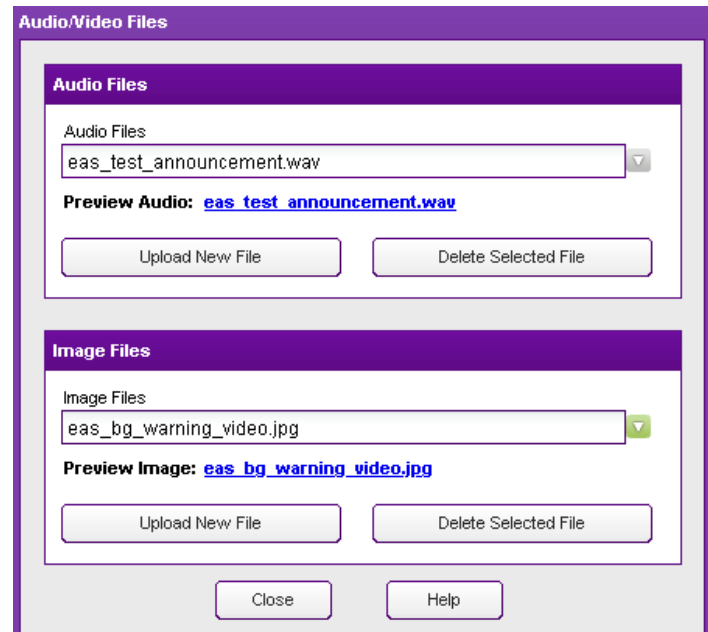 Audio/Video Files
Audio Files
Audio Files
eas_test_announcement.wav
Preview Audio: eas_test_announcement.wav
Upload New File Delete Selected File
Image Files
Image Files
eas_bg_warning_video.jpg
Preview Image: eas_bg_warning_video.jpg
Upload New File Delete Selected File
Close Help